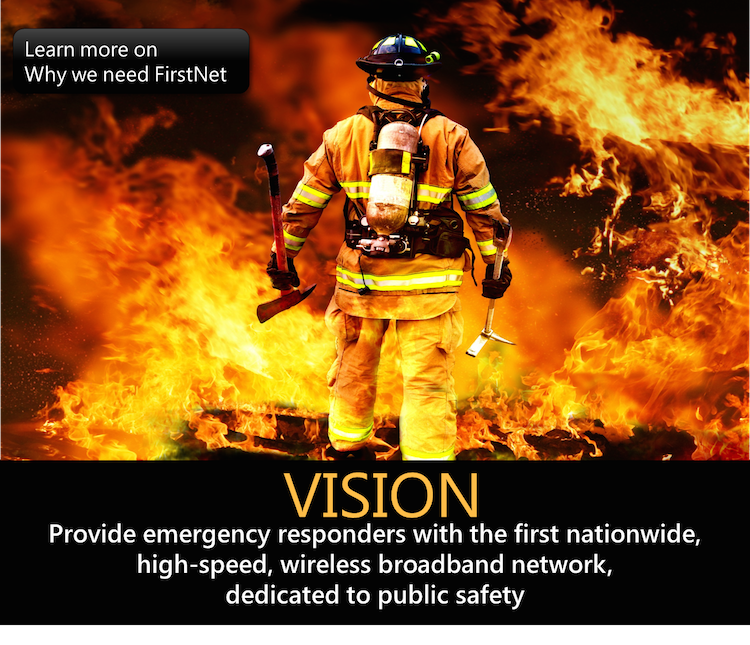 Learn more on
Why we need FirstNet
VISION
Provide emergency responders with the first nationwide,
high-speed, wireless broadband network,
dedicated to public safety